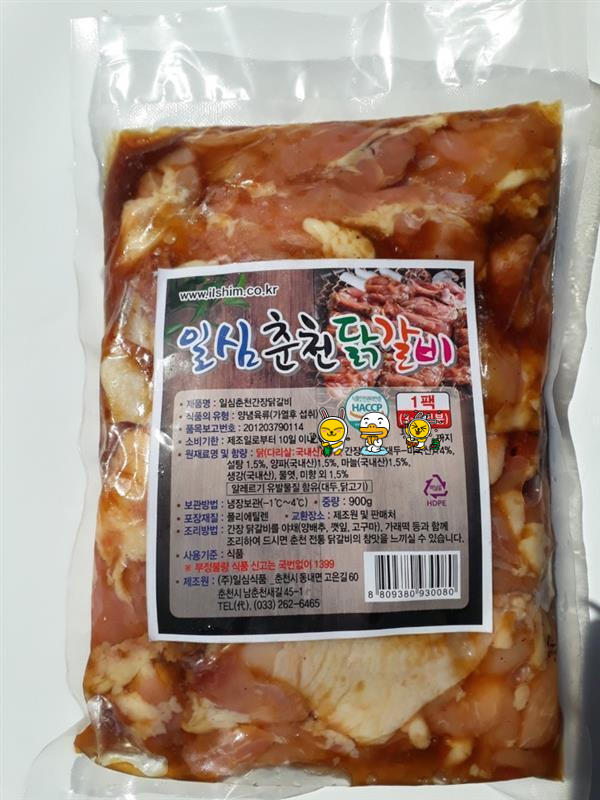 www.ilshim.co.kr
일심 춘천 닭갈비
HACCP
1팩
• 제품명 : 일심춘천간장닭갈비
• 식품의 유형 : 양념육류(가열후 섭취)
품목보고번호 : 201203790114
• 소비기한 : 제조일로부터 10일 이내 까지
• 원재료명 및 함량 : 닭(다리살:국내산) 간장 4%,
설탕 1.5%, 양파(국내산)1.5%, 마늘(국내산)1.5%,
생강(국내산), 물엿, 미향 외 1.5%
알레르기 유발물질 함유(대두,닭고기)
• 보관방법 : 냉장보관(-1℃~4℃) • 중량 : 900g
• 포장재질 : 폴리에틸렌 • 교환장소 : 제조원 및 판매처
• 조리방법 : 간장 닭갈비를 야채(양배추, 깻잎, 고구마), 가래떡 등과 함께
조리하여 드시면 춘천 전통 닭갈비의 참맛을 느끼실 수 있습니다.
HDPE
• 사용기준 : 식품
※ 부정불량 식품 신고는 국번없이 1399
• 제조원 : (주)일심식품 _춘천시 동내면 고은길 60
춘천시 남춘천새길 45-1
TEL(代). (033) 262-6465
8 809380 930080